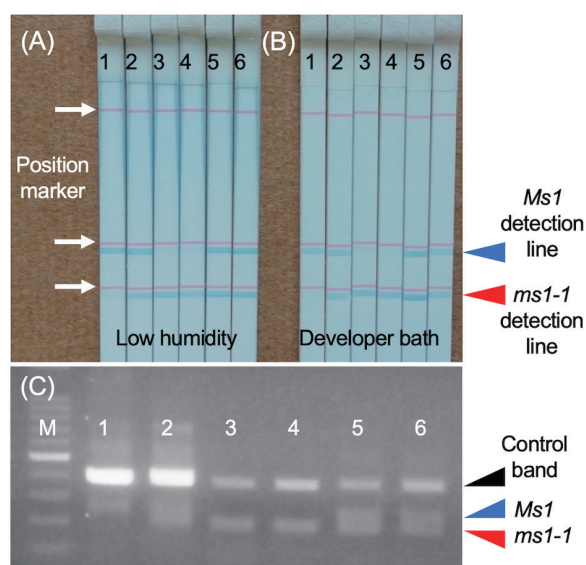 (A)
(B)
1 2 3 4 5 6
1 2 3 4 5 6
Position
marker
Ms1
detection
line
ms1-1
detection
line
Low humidity
Developer bath
(C)
M 1 2 3 4 5 6
Control
band
Ms1
ms1-1